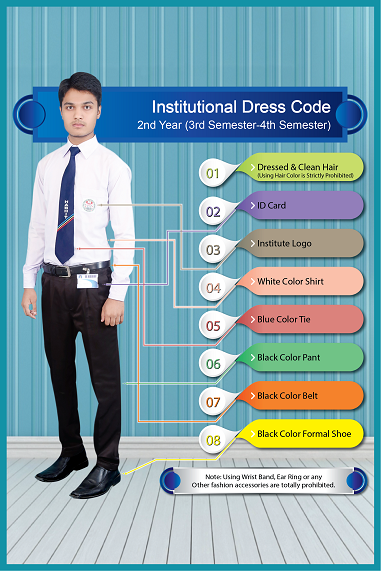 Institutional Dress Code
2nd Year (3rd Semester-4th Semester)
01 Dressed & Clean Hair
(Using Hair Color is Strictly Prohibited)
02 ID Card
03 Institute Logo
04 White Color Shirt
05 Blue Color Tie
06 Black Color Pant
07 Black Color Belt
08 Black Color Formal Shoe
Note: Using Wrist Band, Ear Ring or any
Other fashion accessories are totally prohibited.